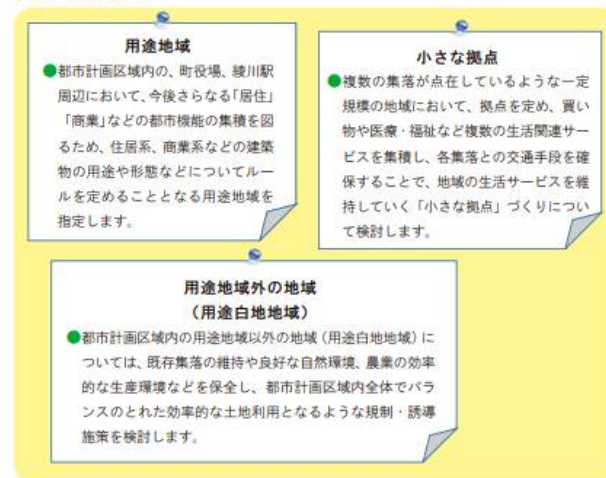 用途地域
●都市計画区域内の、町役場、綾川駅
周辺において、今後さらなる「居住」
「商業」などの都市機能の集積を図
るため、住居系、商業系などの建築
物の用途や形態などについてルー
ルを定めることとなる用途地域を
指定します。
小さな拠点
●複数の集落が点在しているような一定
規模の地域において、拠点を定め、買い
物や医療・福祉など複数の生活関連サー
ビスを集積し、各集落との交通手段を確
保することで、地域の生活サービスを維
持していく「小さな拠点」づくりについ
て検討します。
用途地域外の地域
（用途白地地域）
●都市計画区域内の用途地域以外の地域（用途白地地域）に
ついては、既存集落の維持や良好な自然環境、農業の効率
的な生産環境などを保全し、都市計画区域内全体でバラ
ンスのとれた効率的な土地利用となるような規制・誘導
施策を検討します。